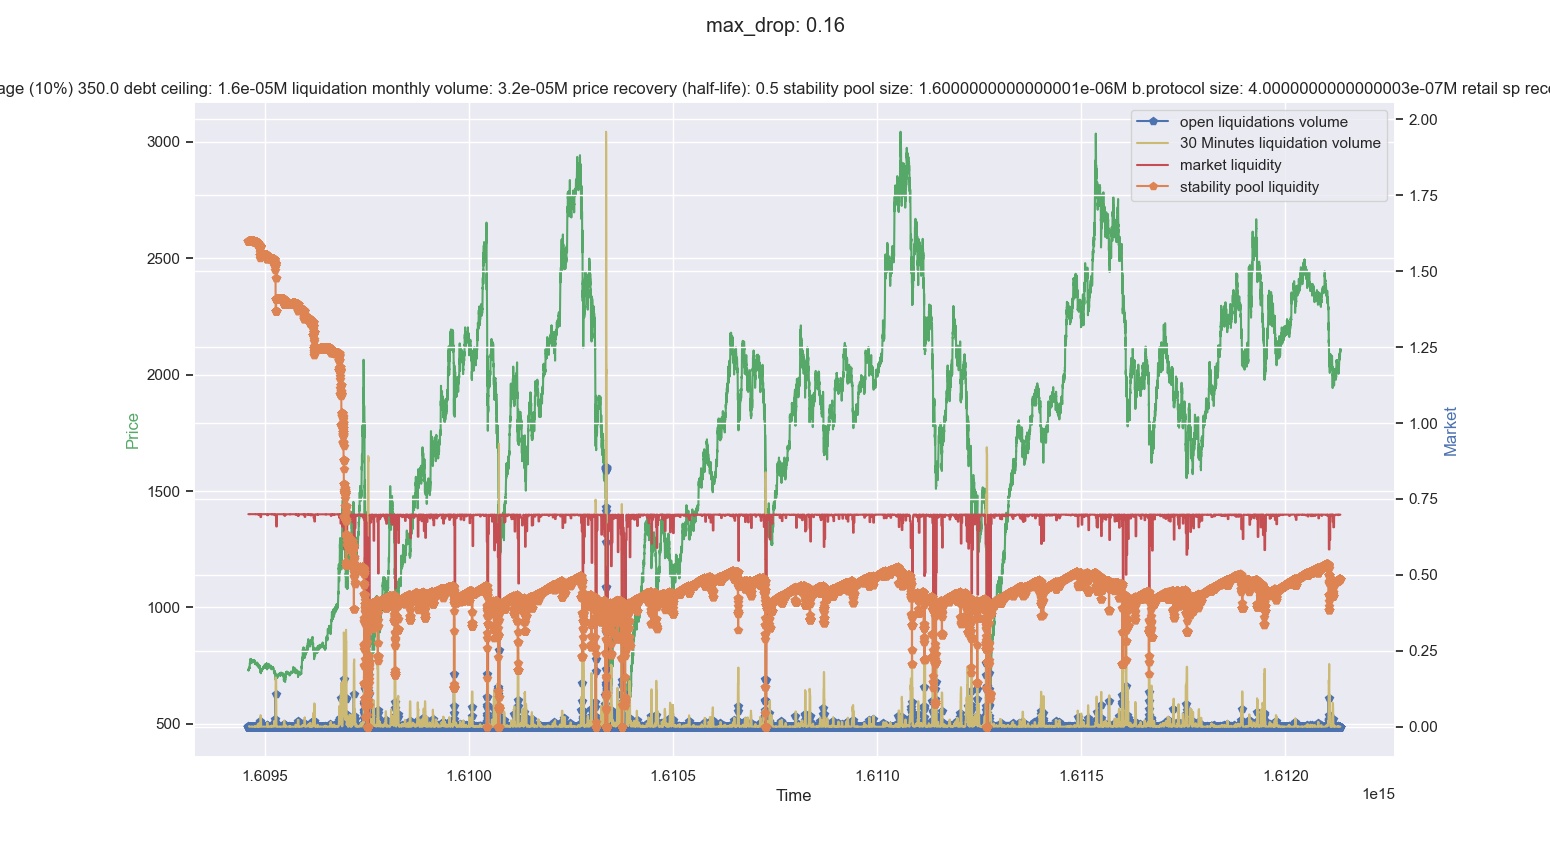 max_drop: 0.16
age (10%) 350.0 debt ceiling: 1.6e-05M liquidation monthly volume: 3.2e-05M price recovery (half-life): 0.5 stability pool size: 1.6000000000000001e-06M b.protocol size: 4.0000000000000003e-07M retail sp reco
open liquidations volume
30 Minutes liquidation volume
market liquidity
stability pool liquidity
3000
2500
2000
1500
1000
500
Price
2.00
1.75
1.50
1.25
1.00
0.75
0.50
0.25
0.00
Market
1.6095
1.6100
1.6105
1.6110
1.6115
1.6120
1e15
Time